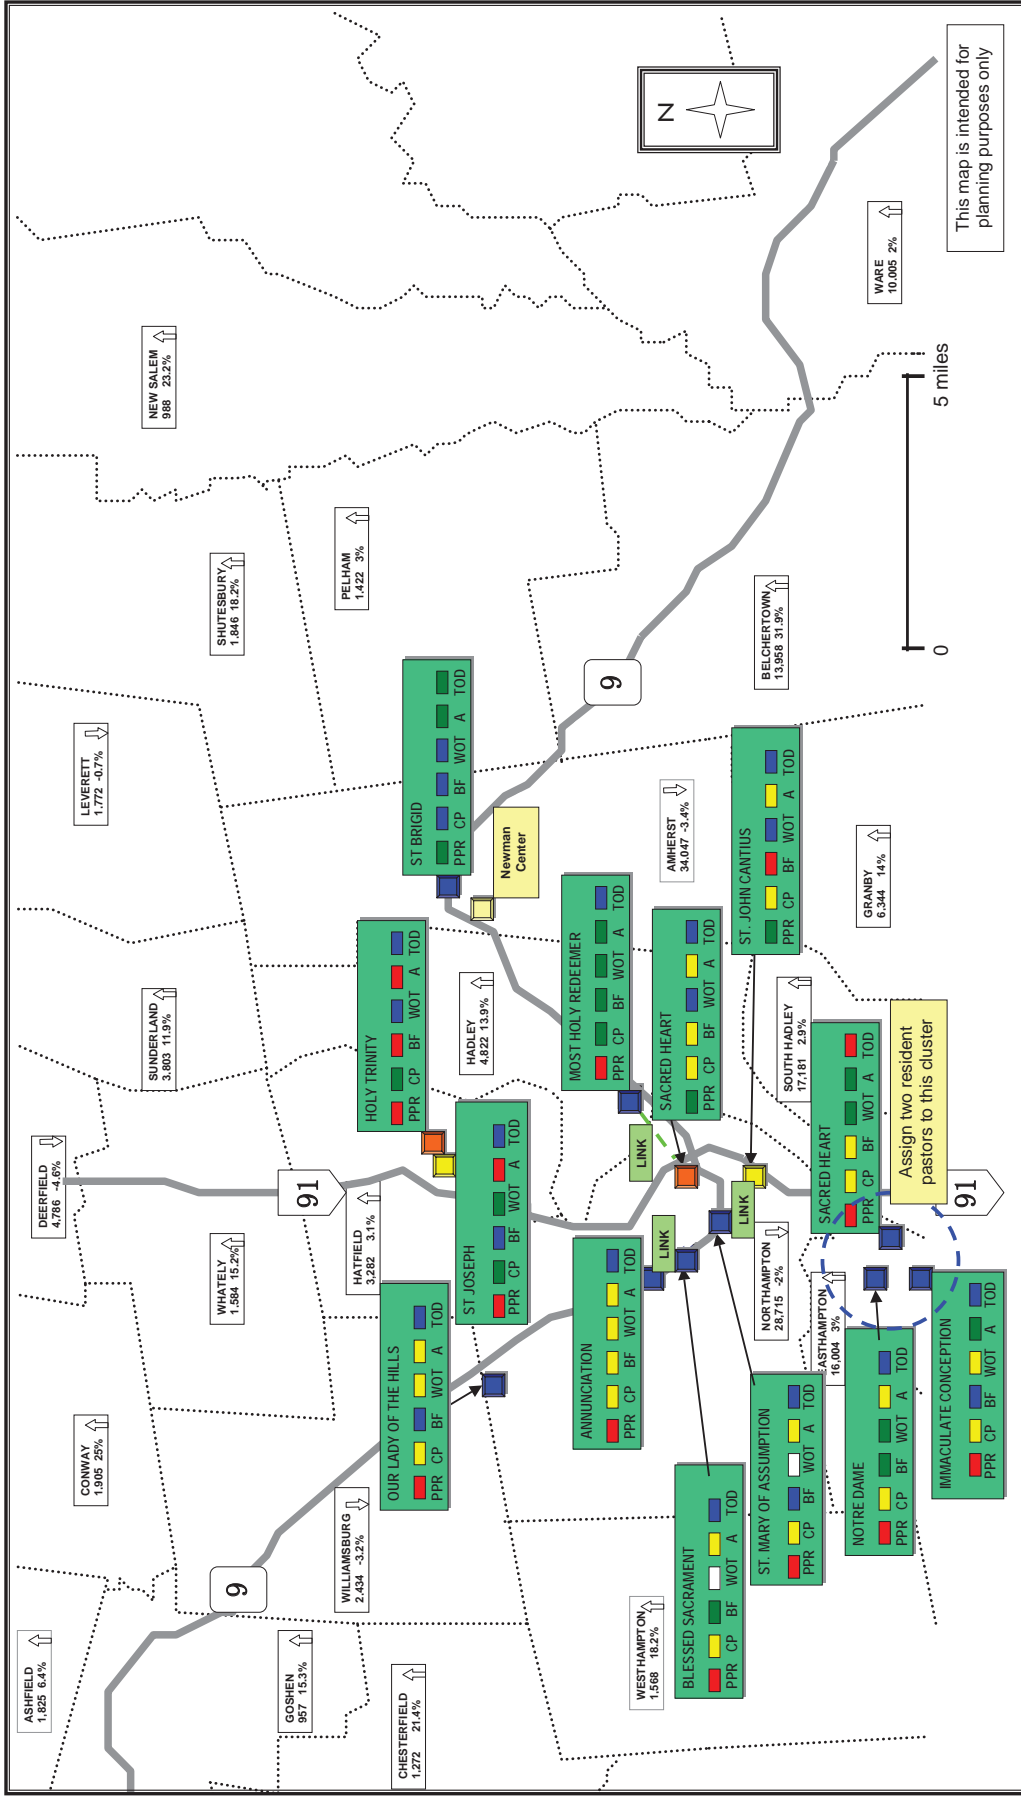 ASHFIELD
1.825 6.4%
CONWAY
1.905 25%
DEERFIELD
4.786 -4.6%
SUNDERLAND
3.803 11.9%
LEVERETT
1.772 -0.7%
SHUTESBURY
1.846 18.2%
NEW SALEM
988 23.2%
WHATELY
1.584 15.2%
GOSHEN
957 15.3%
WILLIAMSBURG
2.434 -3.2%
HATFIELD
3,282 3.1%
PELHAM
1.422 3%
CHESTERFIELD
1.272 21.4%
HADLEY
4.822 13.9%
9
91
OUR LADY OF THE HILLS
PPR CP BF WOT A TOD
HOLY TRINITY
PPR CP BF WOT A TOD
ST BRIGID
PPR CP BF WOT A TOD
ST JOSEPH
PPR CP BF WOT A TOD
Newman
Center
9
N
ANNUNCIATION
PPR CP BF WOT A TOD
MOST HOLY REDEEMER
PPR CP BF WOT A TOD
LINK
LINK
SACRED HEART
PPR CP BF WOT A TOD
AMHERST
34.047 -3.4%
WESTHAMPTON
1.568 18.2%
BLESSED SACRAMENT
PPR CP BF WOT A TOD
LINK
ST. JOHN CANTIUS
PPR CP BF WOT A TOD
BELCHERTOWN
13,958 31.9%
NORTHAMPTON
28,715 -2%
ST. MARY OF ASSUMPTION
PPR CP BF WOT A TOD
SOUTH HADLEY
17.181 2.9%
EASTHAMPTON
16,004 3%
SACRED HEART
PPR CP BF WOT A TOD
GRANBY
6.344 14%
WARE
10.005 2%
NOTRE DAME
PPR CP BF WOT A TOD
Assign two resident
pastors to this cluster
IMMACULATE CONCEPTION
PPR CP BF WOT A TOD
91
0
5 miles
This map is intended for
planning purposes only